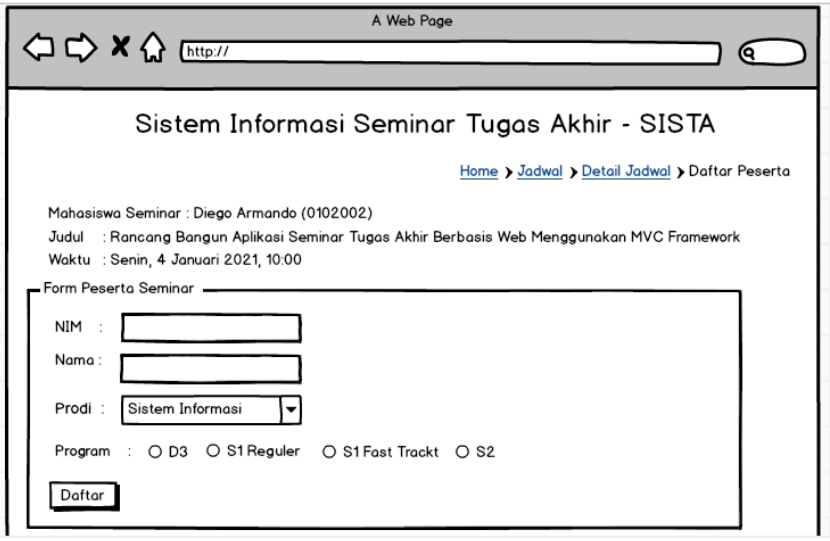 A Web Page
http://
Sistem Informasi Seminar Tugas Akhir - SISTA
Home > Jadwal > Detail Jadwal > Daftar Peserta
Mahasiswa Seminar : Diego Armando (0102002)
Judul : Rancang Bangun Aplikasi Seminar Tugas Akhir Berbasis Web Menggunakan MVC Framework
Waktu : Senin, 4 Januari 2021, 10:00
Form Peserta Seminar
NIM :
Nama :
Prodi : Sistem Informasi
Program : D3 S1 Reguler S1 Fast Trackt S2
Daftar